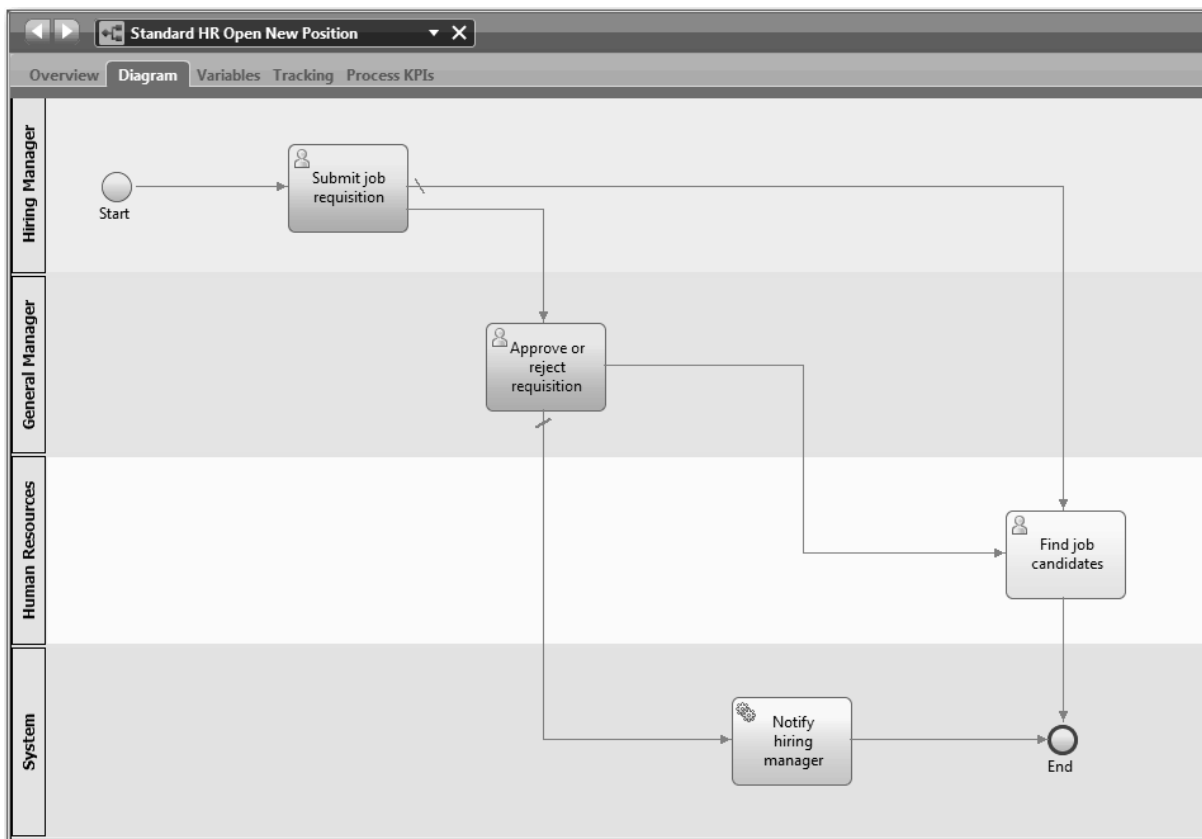 Standard HR Open New Position
Overview Diagram Variables Tracking Process KPIs
Hiring Manager
Start
Submit job
requisition
General Manager
Approve or
reject
requisition
Human Resources
Find job
candidates
System
Notify
hiring
manager
End